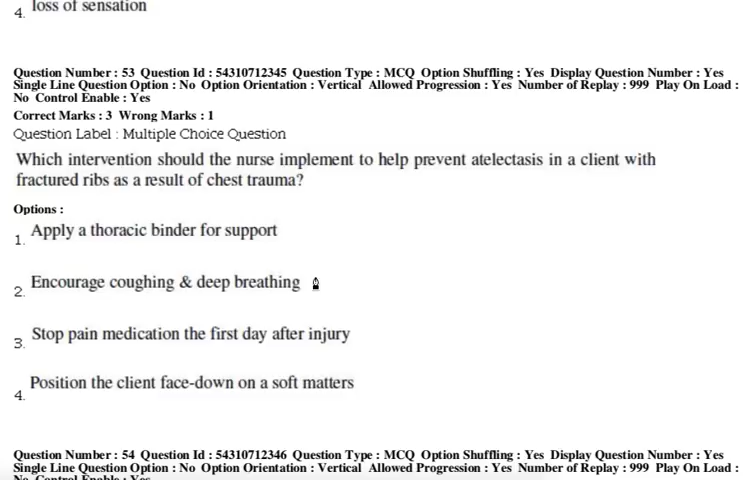 4. loss of sensation
Question Number : 53 Question Id : 54310712345 Question Type : MCQ Option Shuffling : Yes Display Question Number : Yes
Single Line Question Option : No Option Orientation : Vertical Allowed Progression : Yes Number of Replay : 999 Play On Load :
No Control Enable : Yes
Correct Marks : 3 Wrong Marks : 1
Question Label : Multiple Choice Question
Which intervention should the nurse implement to help prevent atelectasis in a client with
fractured ribs as a result of chest trauma?
Options :
1. Apply a thoracic binder for support
2. Encourage coughing & deep breathing
3. Stop pain medication the first day after injury
4. Position the client face-down on a soft matters
Question Number : 54 Question Id : 54310712346 Question Type : MCQ Option Shuffling : Yes Display Question Number : Yes
Single Line Question Option : No Option Orientation : Vertical Allowed Progression : Yes Number of Replay : 999 Play On Load :
No Control Enable : Yes